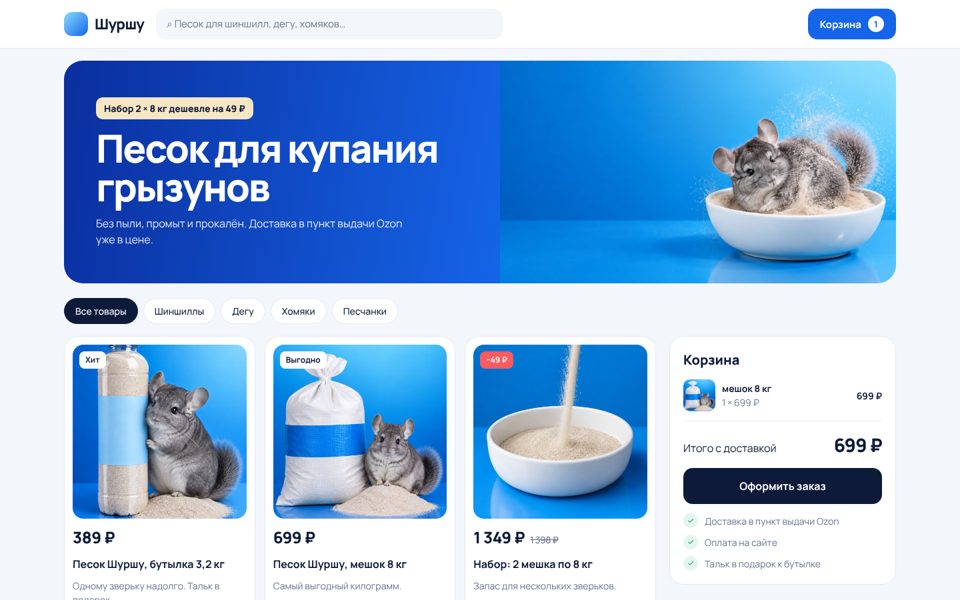 Шуршу
Песок для шиншилл, дегу, хомяков…
Корзина 1
Набор 2 × 8 кг дешевле на 49 ₽
Песок для купания
грызунов
Без пыли, промыт и прокалён. Доставка в пункт выдачи Ozon
уже в цене.
Все товары
Шиншиллы
Дегу
Хомяки
Песчанки
Хит
389 ₽
Песок Шуршу, бутылка 3,2 кг
Одному зверьку надолго. Тальк в
подарок.
Выгодно
699 ₽
Песок Шуршу, мешок 8 кг
Самый выгодный килограмм.
−49 ₽
1 349 ₽ 1 398 ₽
Набор: 2 мешка по 8 кг
Запас для нескольких зверьков.
Корзина
мешок 8 кг
1 × 699 ₽
699 ₽
Итого с доставкой 699 ₽
Оформить заказ
Доставка в пункт выдачи Ozon
Оплата на сайте
Тальк в подарок к бутылке